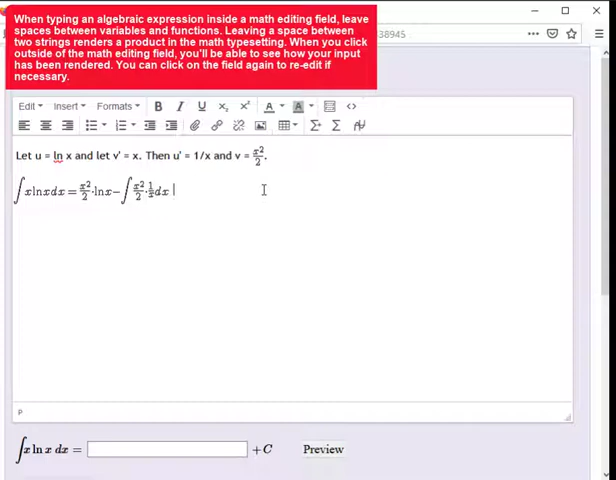 When typing an algebraic expression inside a math editing field, leave
spaces between variables and functions. Leaving a space between
two strings renders a product in the math typesetting. When you click
outside of the math editing field, you'll be able to see how your input
has been rendered. You can click on the field again to re-edit if
necessary.
38945
Edit Insert Formats B I U x₂ x² A A <>
Σ+ Σ
Let u = ln x and let v' = x. Then u' = 1/x and v = x²/2.
∫xlnxdx = x²/2·lnx−∫x²/2·1/x dx
P
∫x ln x dx = +C Preview